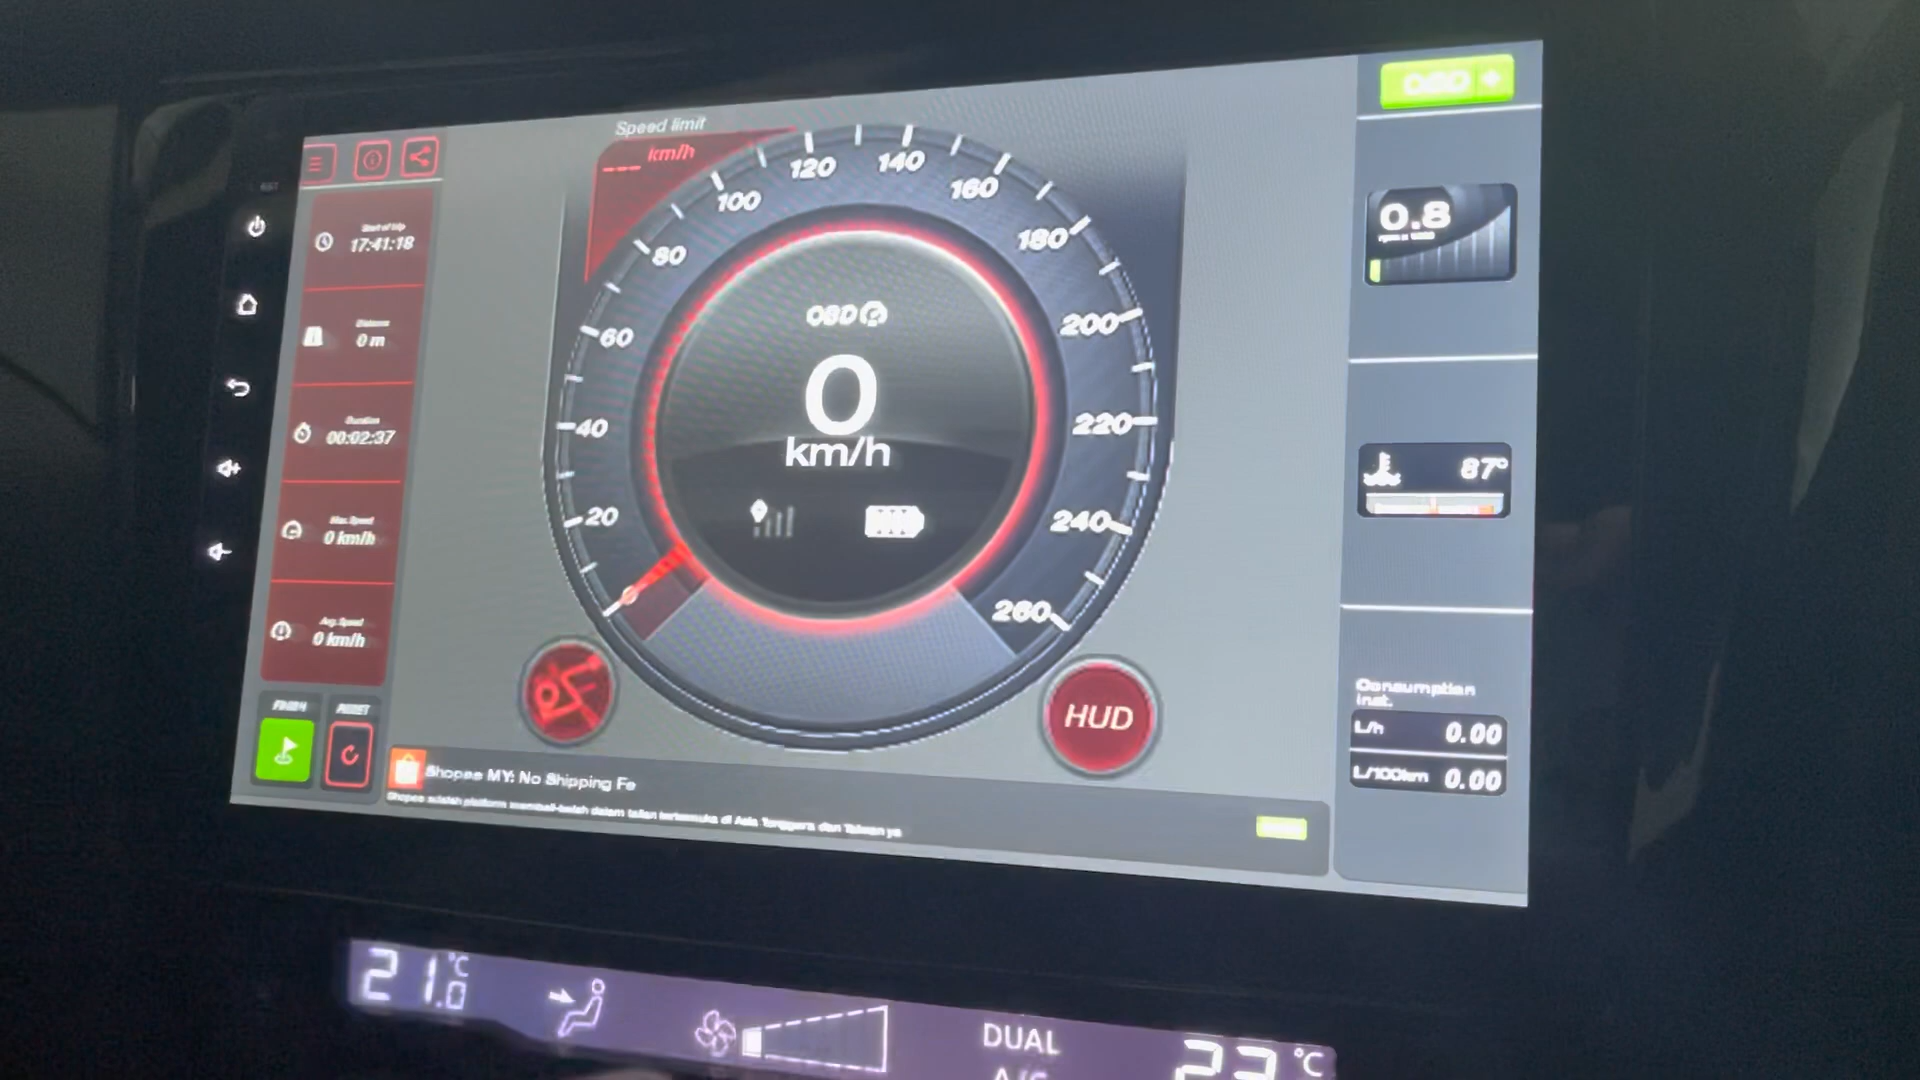 Speed limit
--- km/h
Start of trip
17:41:18
Distance
0 m
Duration
00:02:37
Max. Speed
0 km/h
Avg. Speed
0 km/h
FINISH
RESET
20
40
60
80
100
120
140
160
180
200
220
240
260
OBD
0
km/h
HUD
OBD +
0.8
rpm x 1000
87°
Consumption
inst.
L/h 0.00
L/100km 0.00
Shopee MY: No Shipping Fe
Shopee adalah platform membeli-belah dalam talian terkemuka di Asia Tenggara dan Taiwan ya
21.0 °C
DUAL
A/C
23 °C